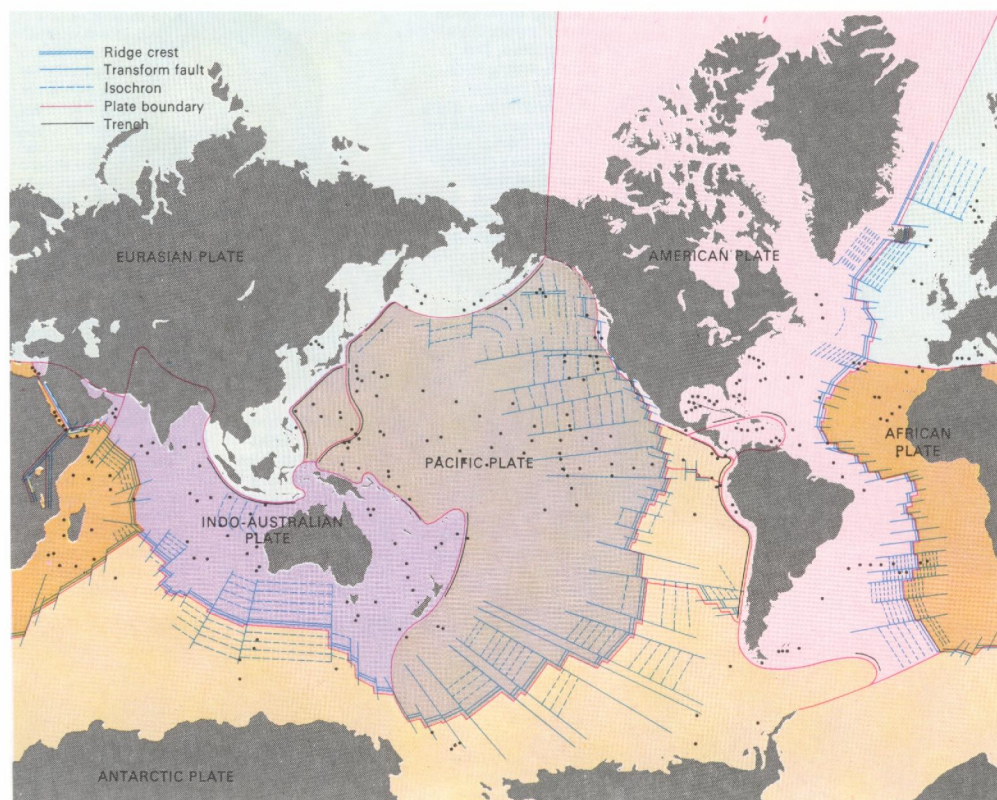 Ridge crest
Transform fault
Isochron
Plate boundary
Trench
EURASIAN PLATE
AMERICAN PLATE
AFRICAN
PLATE
PACIFIC PLATE
INDO-AUSTRALIAN
PLATE
ANTARCTIC PLATE